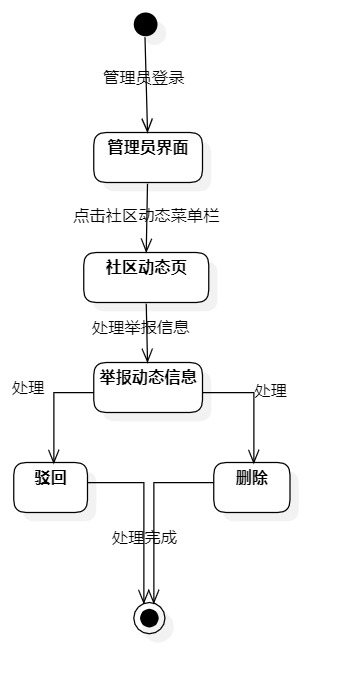 管理员登录
管理员界面
点击社区动态菜单栏
社区动态页
处理举报信息
举报动态信息
处理
处理
驳回
删除
处理完成